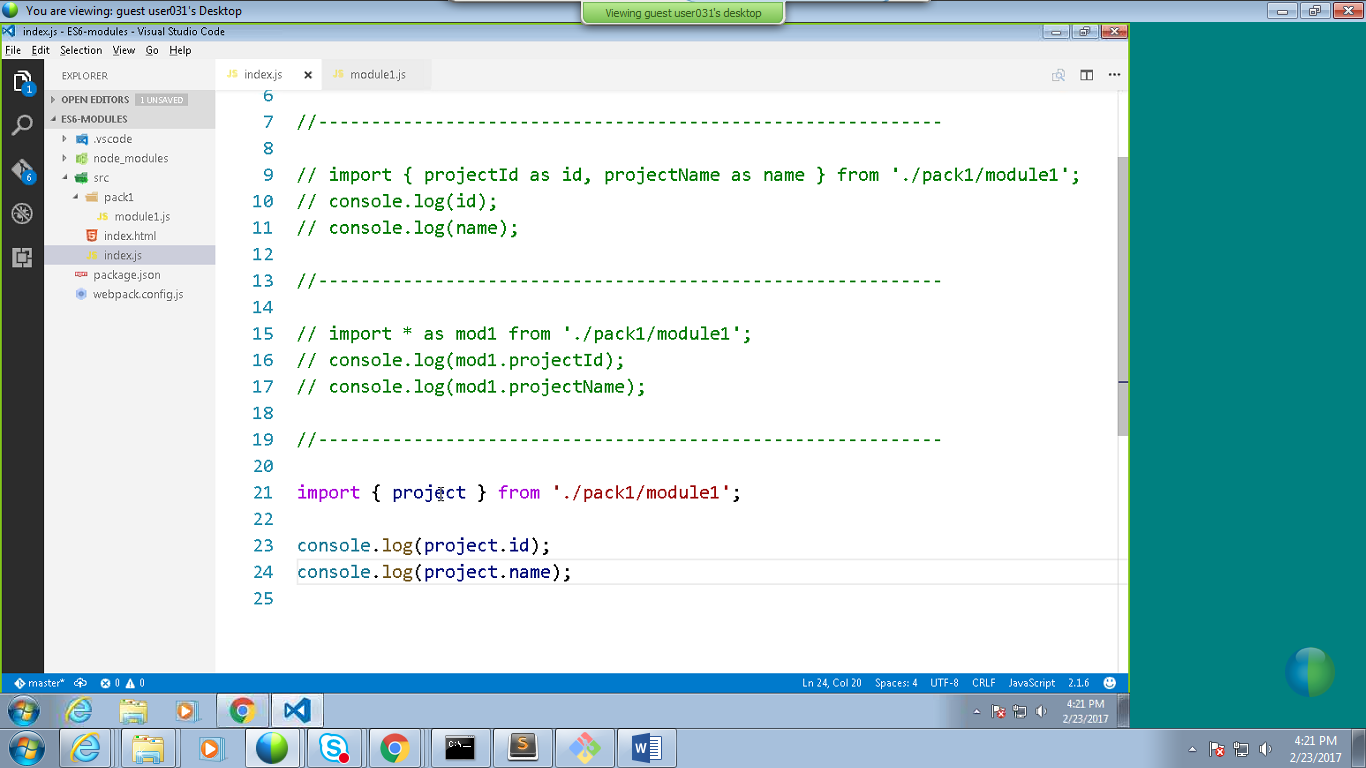 You are viewing: guest user031's Desktop
Viewing guest user031's desktop
index.js - ES6-modules - Visual Studio Code
File Edit Selection View Go Help
EXPLORER
JS index.js
JS module1.js
OPEN EDITORS 1 UNSAVED
ES6-MODULES
.vscode
node_modules
src
pack1
JS module1.js
index.html
JS index.js
package.json
webpack.config.js
1
6
6
7 //-----------------------------------------------------------
8
9 // import { projectId as id, projectName as name } from './pack1/module1';
10 // console.log(id);
11 // console.log(name);
12
13 //-----------------------------------------------------------
14
15 // import * as mod1 from './pack1/module1';
16 // console.log(mod1.projectId);
17 // console.log(mod1.projectName);
18
19 //-----------------------------------------------------------
20
21 import { project } from './pack1/module1';
22
23 console.log(project.id);
24 console.log(project.name);
25
master* 0 0 Ln 24, Col 20 Spaces: 4 UTF-8 CRLF JavaScript 2.1.6
4:21 PM
2/23/2017
4:21 PM
2/23/2017